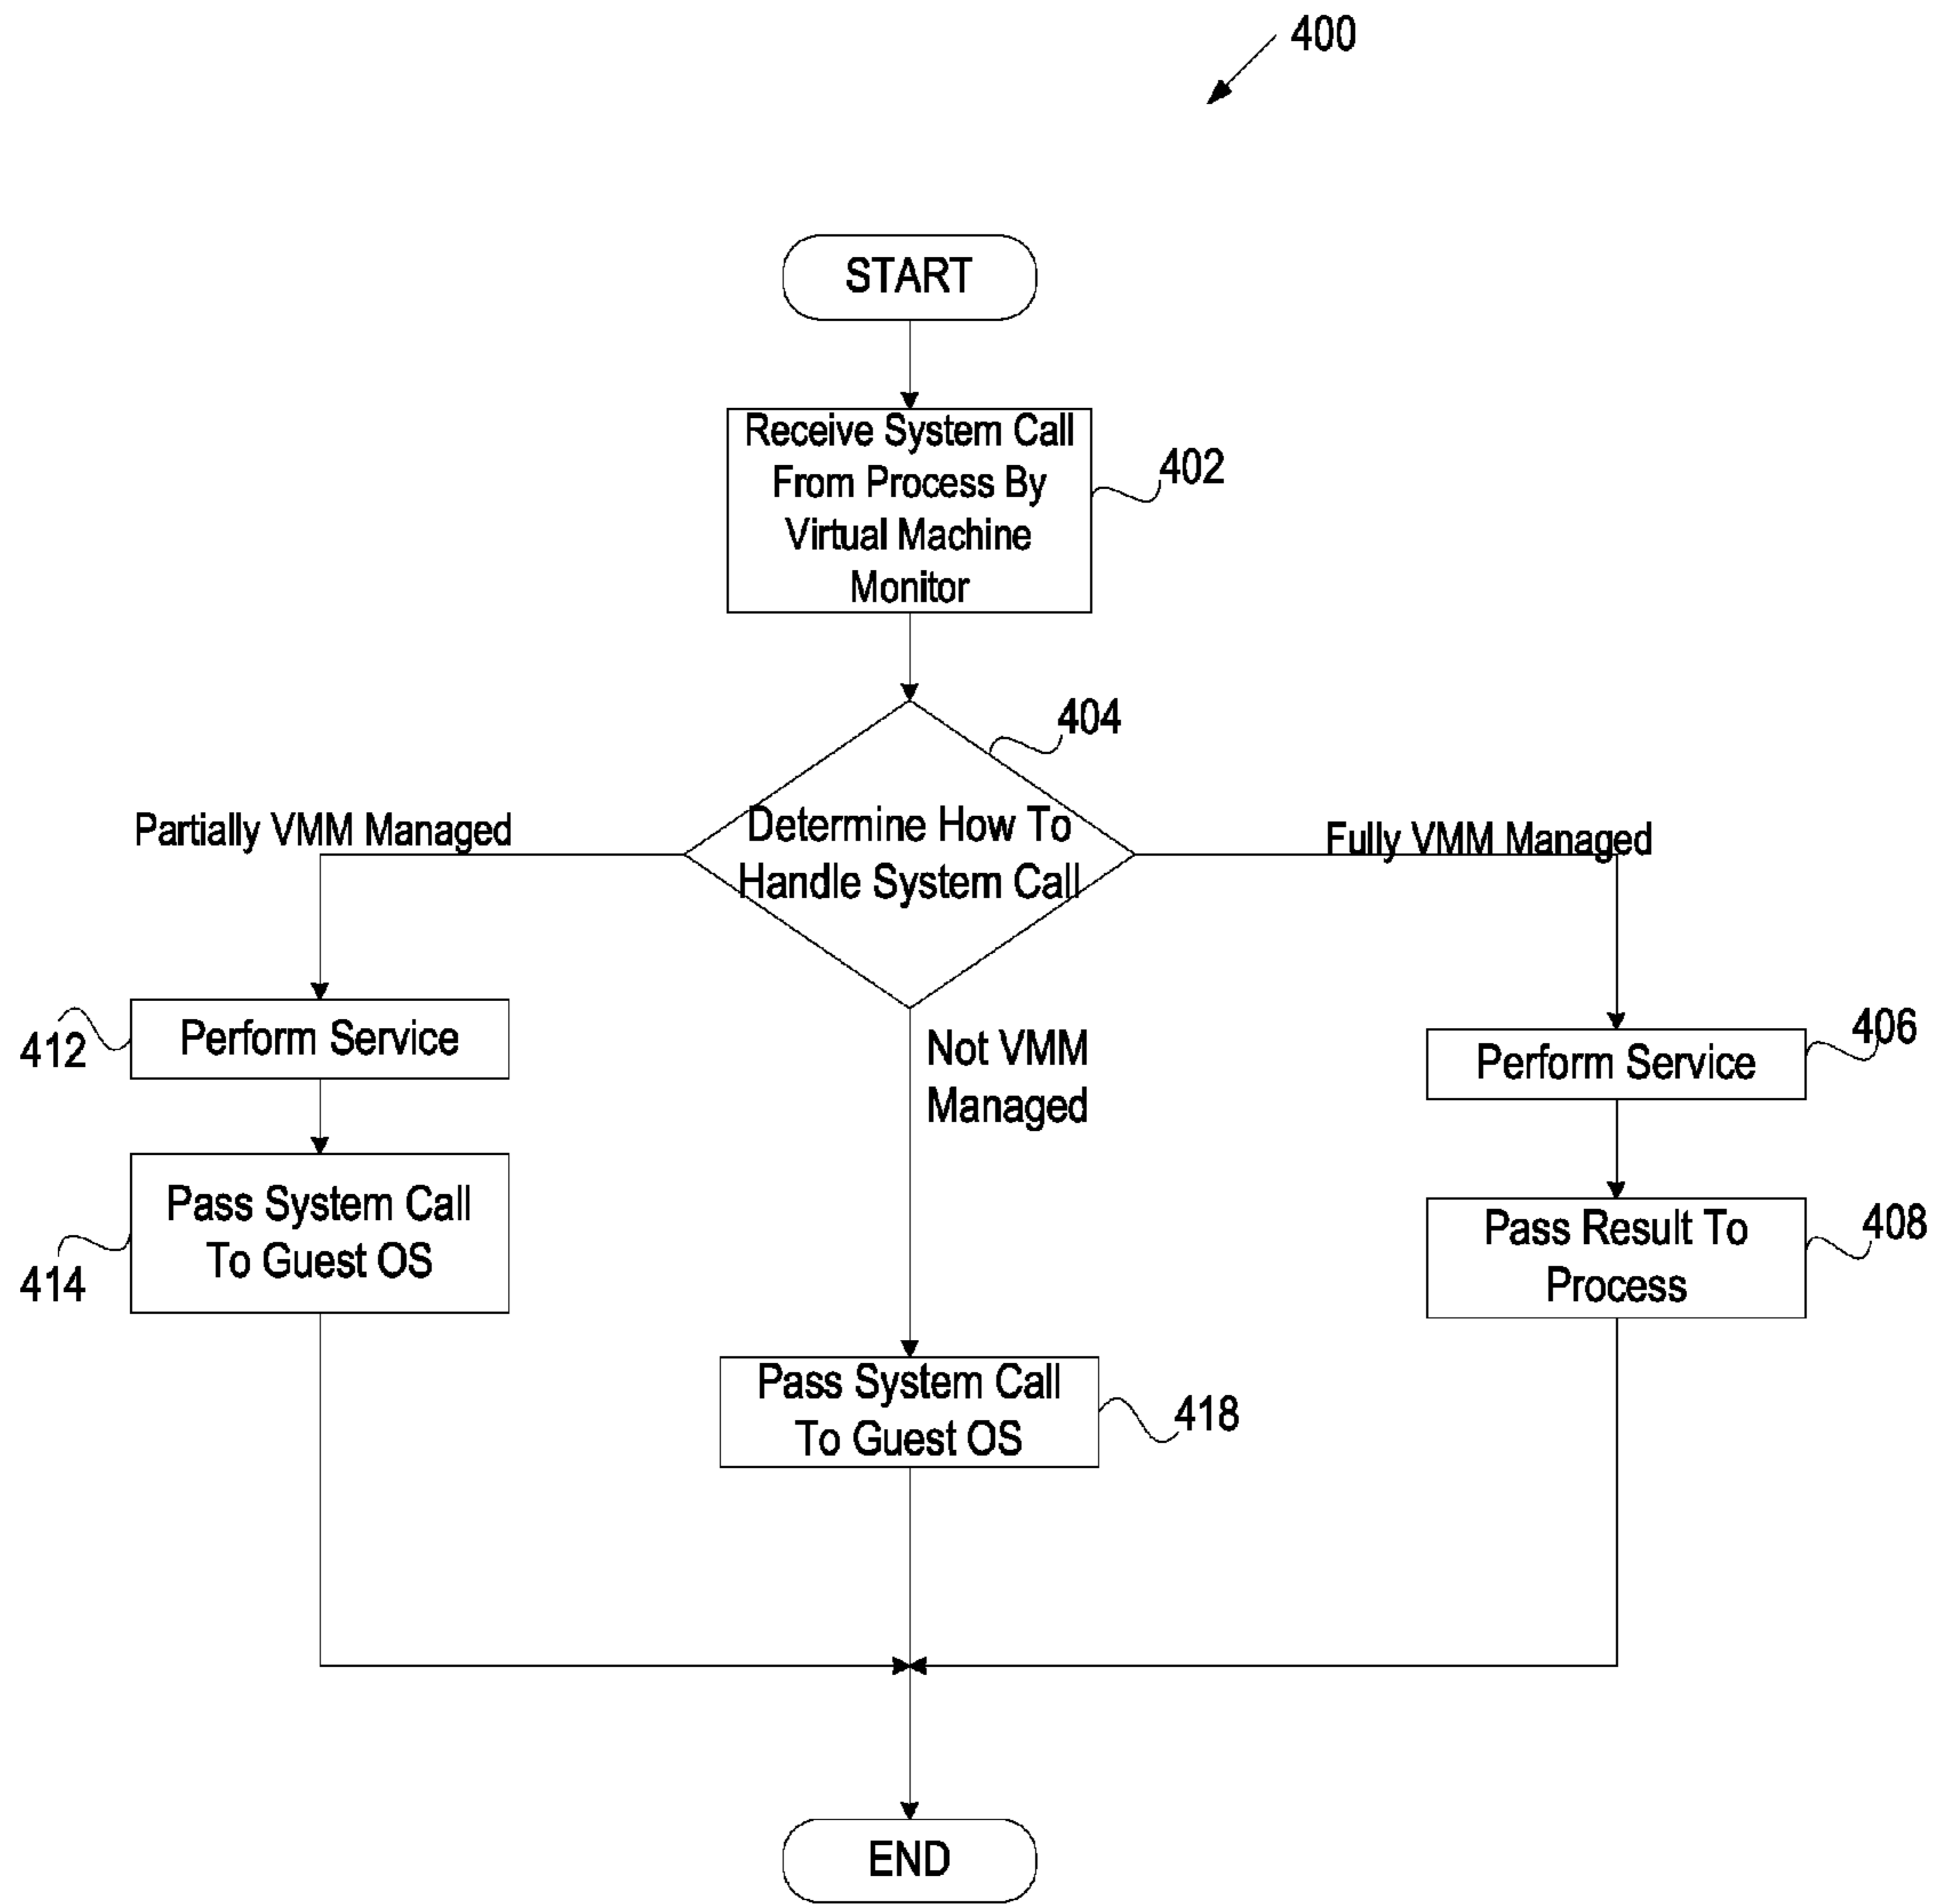 400
START
Receive System Call
From Process By
Virtual Machine
Monitor
402
404
Determine How To
Handle System Call
Partially VMM Managed
Fully VMM Managed
Not VMM
Managed
412
Perform Service
406
Perform Service
414
Pass System Call
To Guest OS
408
Pass Result To
Process
Pass System Call
To Guest OS
418
END